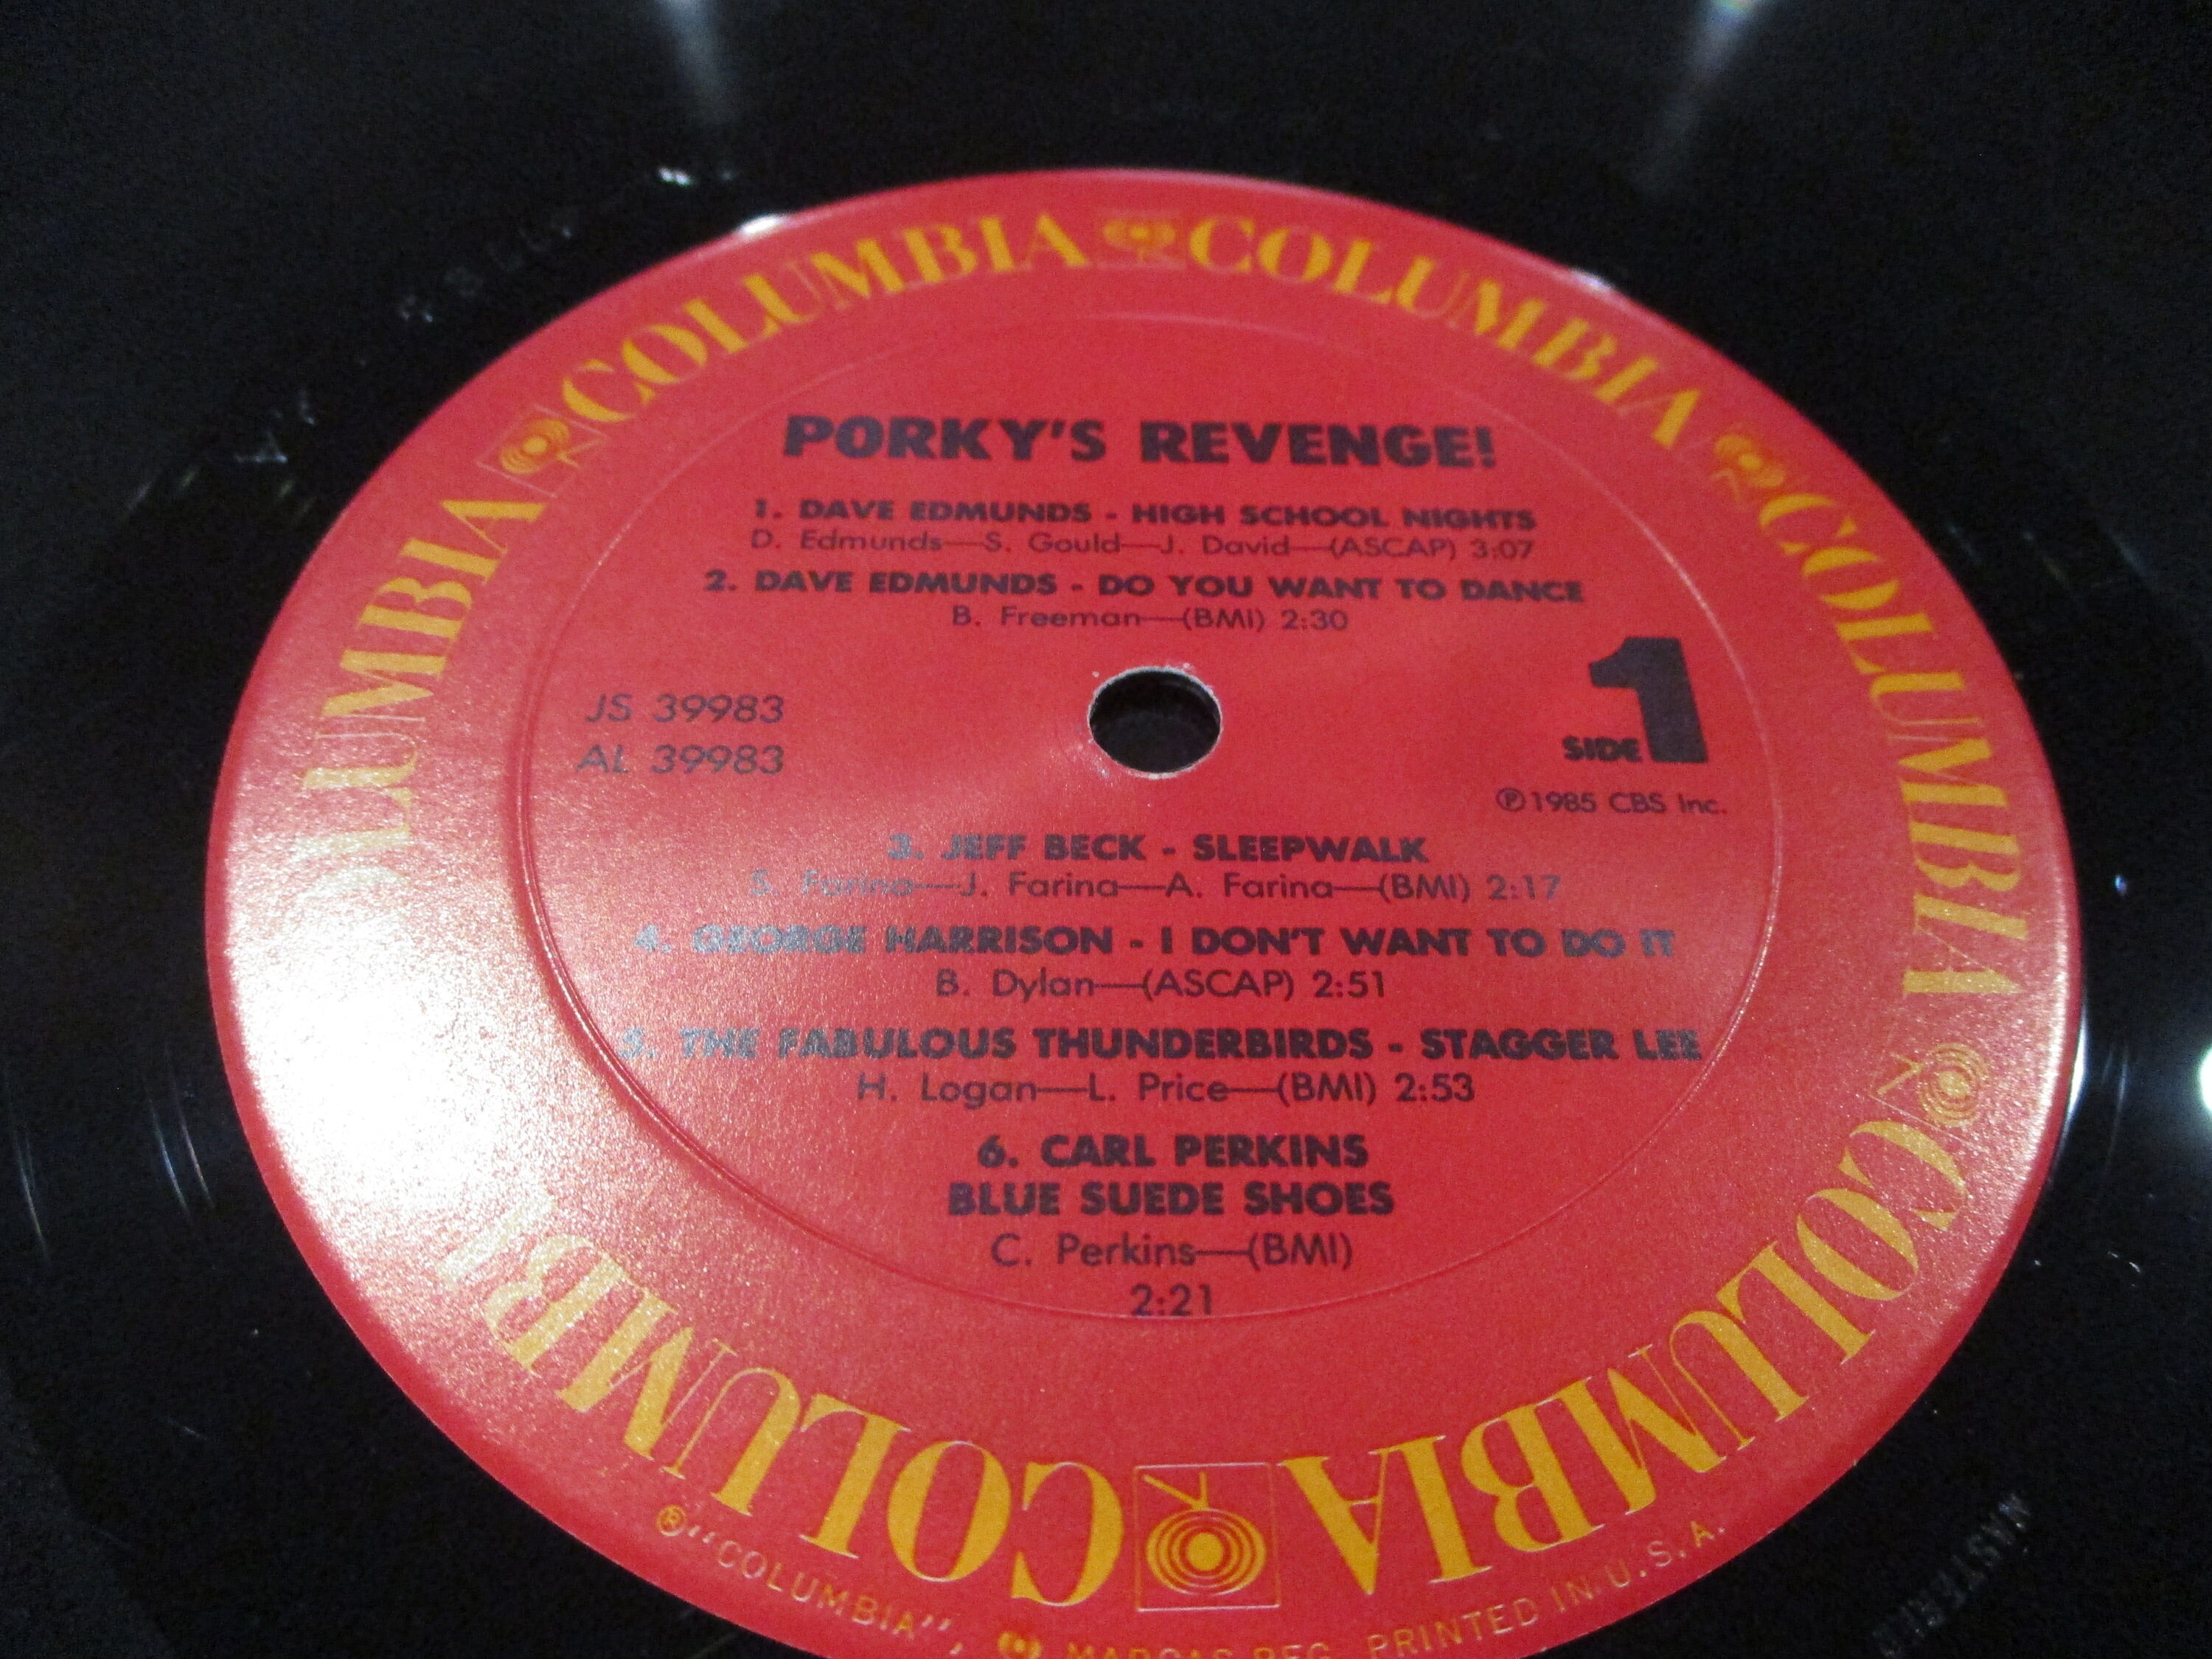 COLUMBIA COLUMBIA COLUMBIA COLUMBIA COLUMBIA
PORKY'S REVENGE!
1. DAVE EDMUNDS - HIGH SCHOOL NIGHTS
D. Edmunds—S. Gould—J. David—(ASCAP) 3:07
2. DAVE EDMUNDS - DO YOU WANT TO DANCE
B. Freeman—(BMI) 2:30
JS 39983
AL 39983
SIDE 1
℗ 1985 CBS Inc.
3. JEFF BECK - SLEEPWALK
S. Farina—J. Farina—A. Farina—(BMI) 2:17
4. GEORGE HARRISON - I DON'T WANT TO DO IT
B. Dylan—(ASCAP) 2:51
5. THE FABULOUS THUNDERBIRDS - STAGGER LEE
H. Logan—L. Price—(BMI) 2:53
6. CARL PERKINS
BLUE SUEDE SHOES
C. Perkins—(BMI)
2:21
COLUMBIA
® "COLUMBIA", MARCAS REG. PRINTED IN U.S.A.